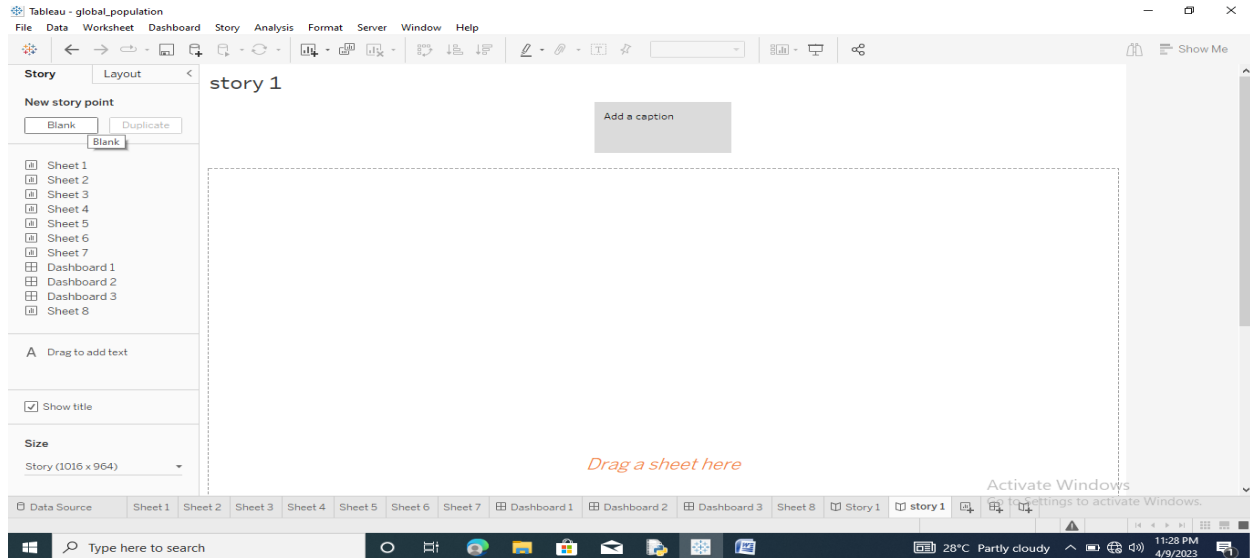 Tableau - global_population
File Data Worksheet Dashboard Story Analysis Format Server Window Help
Show Me
Story Layout
New story point
Blank Duplicate
Blank
Sheet 1
Sheet 2
Sheet 3
Sheet 4
Sheet 5
Sheet 6
Sheet 7
Dashboard 1
Dashboard 2
Dashboard 3
Sheet 8
A Drag to add text
Show title
Size
Story (1016 x 964)
story 1
Add a caption
Drag a sheet here
Activate Windows
Go to Settings to activate Windows.
Data Source Sheet 1 Sheet 2 Sheet 3 Sheet 4 Sheet 5 Sheet 6 Sheet 7 Dashboard 1 Dashboard 2 Dashboard 3 Sheet 8 Story 1 story 1
Type here to search
28°C Partly cloudy
11:28 PM
4/9/2023